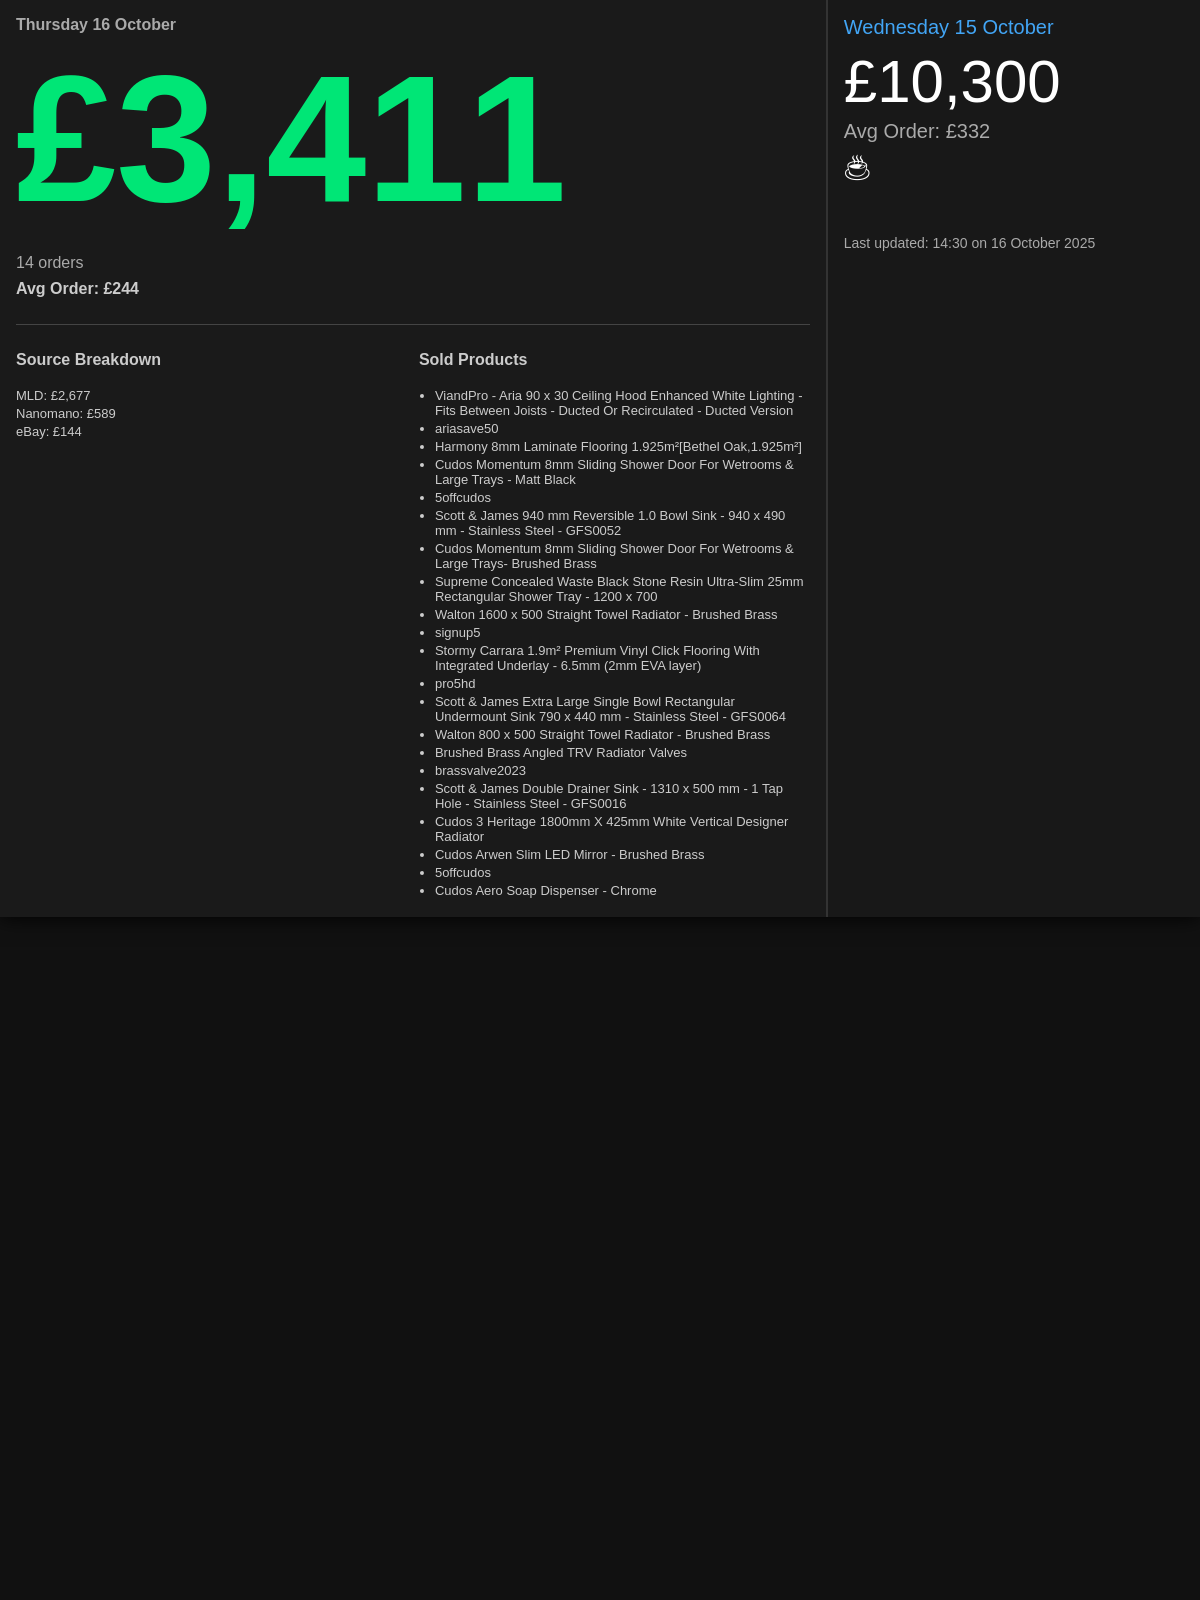 Thursday 16 October
£3,411
14 orders
Avg Order: £244
Source Breakdown
MLD: £2,677
Nanomano: £589
eBay: £144
Sold Products
ViandPro - Aria 90 x 30 Ceiling Hood Enhanced White Lighting -
Fits Between Joists - Ducted Or Recirculated - Ducted Version
ariasave50
Harmony 8mm Laminate Flooring 1.925m²[Bethel Oak,1.925m²]
Cudos Momentum 8mm Sliding Shower Door For Wetrooms &
Large Trays - Matt Black
5offcudos
Scott & James 940 mm Reversible 1.0 Bowl Sink - 940 x 490
mm - Stainless Steel - GFS0052
Cudos Momentum 8mm Sliding Shower Door For Wetrooms &
Large Trays- Brushed Brass
Supreme Concealed Waste Black Stone Resin Ultra-Slim 25mm
Rectangular Shower Tray - 1200 x 700
Walton 1600 x 500 Straight Towel Radiator - Brushed Brass
signup5
Stormy Carrara 1.9m² Premium Vinyl Click Flooring With
Integrated Underlay - 6.5mm (2mm EVA layer)
pro5hd
Scott & James Extra Large Single Bowl Rectangular
Undermount Sink 790 x 440 mm - Stainless Steel - GFS0064
Walton 800 x 500 Straight Towel Radiator - Brushed Brass
Brushed Brass Angled TRV Radiator Valves
brassvalve2023
Scott & James Double Drainer Sink - 1310 x 500 mm - 1 Tap
Hole - Stainless Steel - GFS0016
Cudos 3 Heritage 1800mm X 425mm White Vertical Designer
Radiator
Cudos Arwen Slim LED Mirror - Brushed Brass
5offcudos
Cudos Aero Soap Dispenser - Chrome
Wednesday 15 October
£10,300
Avg Order: £332
Last updated: 14:30 on 16 October 2025